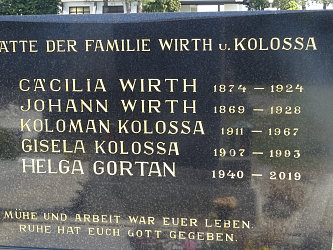 ATTE DER FAMILIE WIRTH u. KOLOSSA
CÄCILIA WIRTH 1874 – 1924
JOHANN WIRTH 1869 – 1928
KOLOMAN KOLOSSA 1911 – 1967
GISELA KOLOSSA 1907 – 1993
HELGA GORTAN 1940 – 2019
MÜHE UND ARBEIT WAR EUER LEBEN.
RUHE HAT EUCH GOTT GEGEBEN.